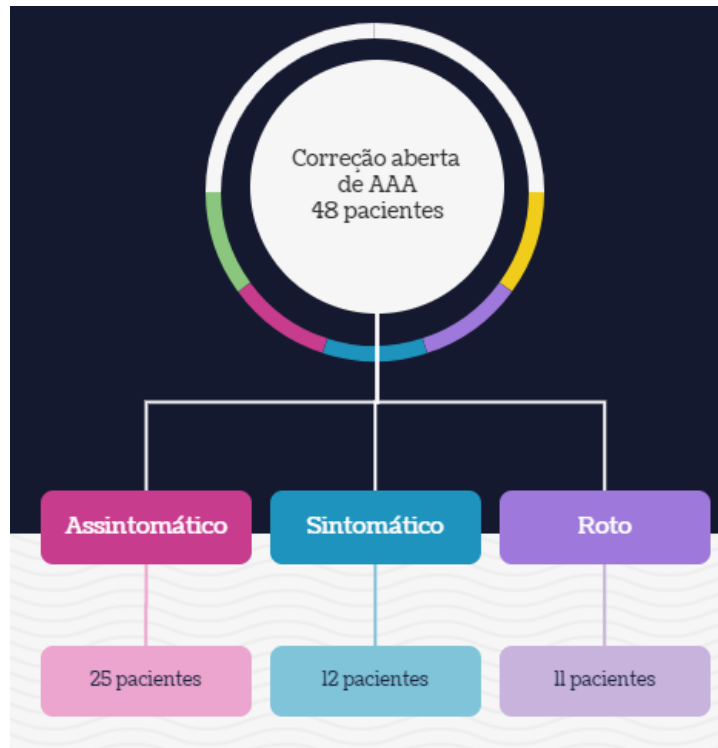 Correção aberta
de AAA
48 pacientes
Assintomático
Sintomático
Roto
25 pacientes
12 pacientes
11 pacientes